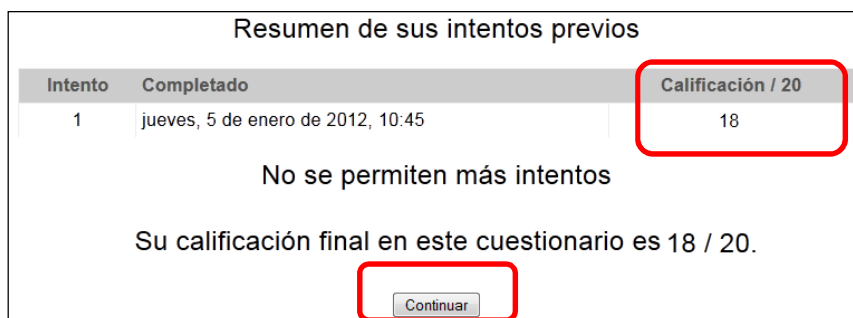 Resumen de sus intentos previos
Intento Completado Calificación / 20
1 jueves, 5 de enero de 2012, 10:45 18
No se permiten más intentos
Su calificación final en este cuestionario es 18 / 20.
Continuar